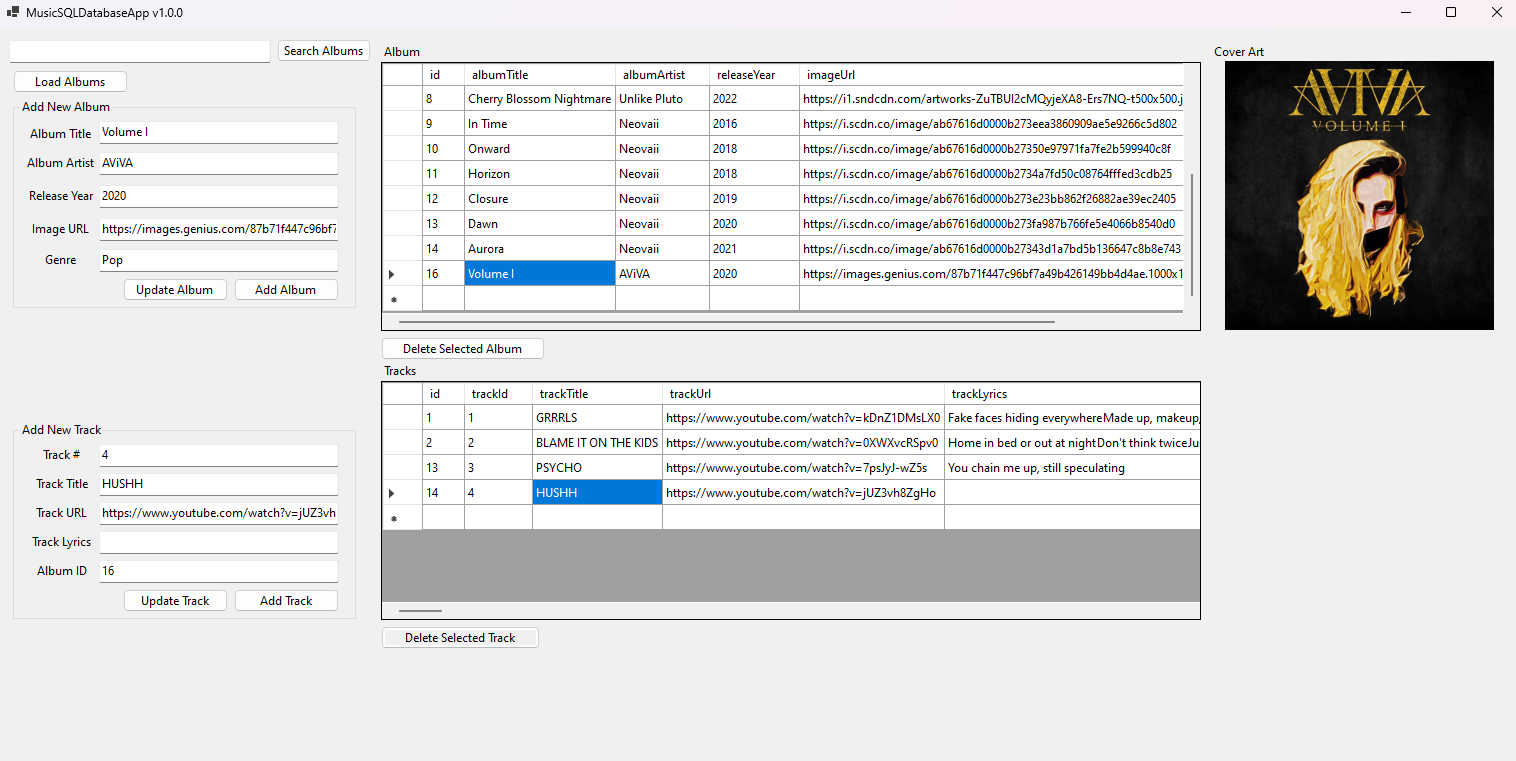 MusicSQLDatabaseApp v1.0.0
Search Albums
Load Albums
Add New Album
Album Title Volume I
Album Artist AViVA
Release Year 2020
Image URL https://images.genius.com/87b71f447c96bf7
Genre Pop
Update Album Add Album
Add New Track
Track # 4
Track Title HUSHH
Track URL https://www.youtube.com/watch?v=jUZ3vh
Track Lyrics
Album ID 16
Update Track Add Track
Album
id albumTitle albumArtist releaseYear imageUrl
8 Cherry Blossom Nightmare Unlike Pluto 2022 https://i1.sndcdn.com/artworks-ZuTBUI2cMQyjeXA8-Ers7NQ-t500x500.j
9 In Time Neovaii 2016 https://i.scdn.co/image/ab67616d0000b273eea3860909ae5e9266c5d802
10 Onward Neovaii 2018 https://i.scdn.co/image/ab67616d0000b27350e97971fa7fe2b599940c8f
11 Horizon Neovaii 2018 https://i.scdn.co/image/ab67616d0000b2734a7fd50c08764fffed3cdb25
12 Closure Neovaii 2019 https://i.scdn.co/image/ab67616d0000b273e23bb862f26882ae39ec2405
13 Dawn Neovaii 2020 https://i.scdn.co/image/ab67616d0000b273fa987b766fe5e4066b8540d0
14 Aurora Neovaii 2021 https://i.scdn.co/image/ab67616d0000b27343d1a7bd5b136647c8b8e743
16 Volume I AViVA 2020 https://images.genius.com/87b71f447c96bf7a49b426149bb4d4ae.1000x1
Delete Selected Album
Tracks
id trackId trackTitle trackUrl trackLyrics
1 1 GRRRLS https://www.youtube.com/watch?v=kDnZ1DMsLX0 Fake faces hiding everywhereMade up, makeup,
2 2 BLAME IT ON THE KIDS https://www.youtube.com/watch?v=0XWXvcRSpv0 Home in bed or out at nightDon't think twiceJu
13 3 PSYCHO https://www.youtube.com/watch?v=7psJyJ-wZ5s You chain me up, still speculating
14 4 HUSHH https://www.youtube.com/watch?v=jUZ3vh8ZgHo
Delete Selected Track
Cover Art
AVIVA
VOLUME I